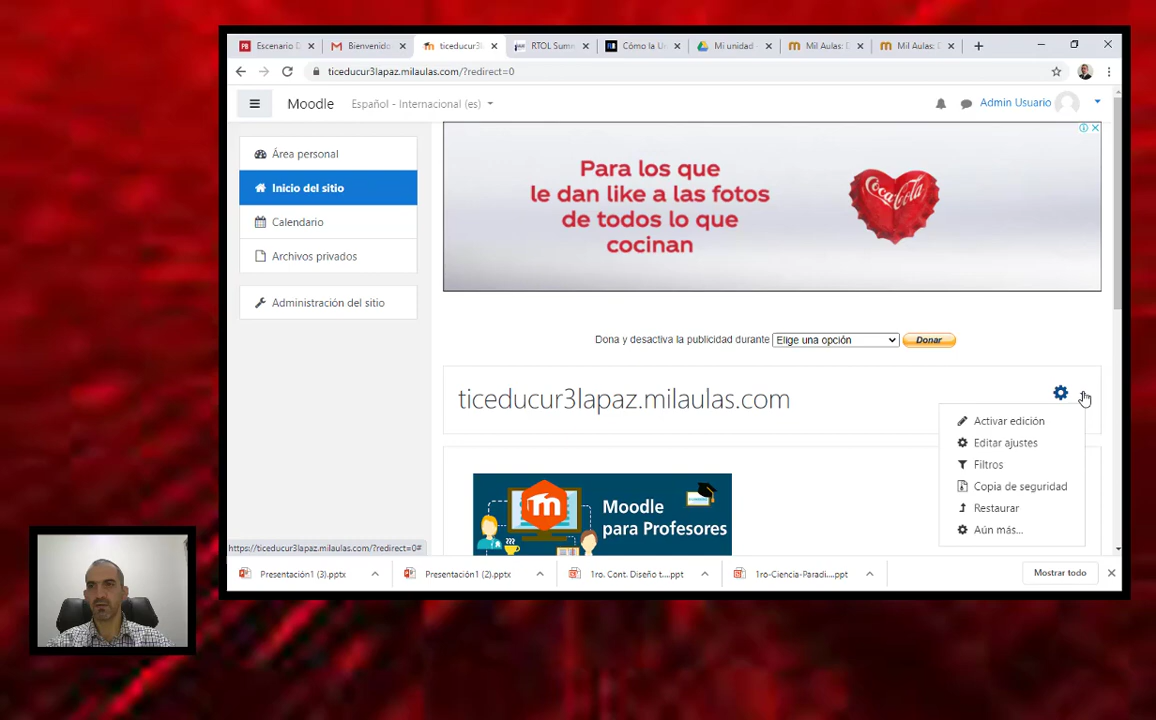 Escenario D
Bienvenido
ticeducur3l
RTOL Sum
Cómo la U
Mi unidad
Mil Aulas:
Mil Aulas:
ticeducur3lapaz.milaulas.com/?redirect=0
Moodle
Español - Internacional (es)
Admin Usuario
Área personal
Inicio del sitio
Calendario
Archivos privados
Administración del sitio
Para los que
le dan like a las fotos
de todos lo que
cocinan
Coca-Cola
Dona y desactiva la publicidad durante
Elige una opción
Donar
ticeducur3lapaz.milaulas.com
Activar edición
Editar ajustes
Filtros
Copia de seguridad
Restaurar
Aún más...
Moodle
para Profesores
https://ticeducur3lapaz.milaulas.com/?redirect=0#
Presentación1 (3).pptx
Presentación1 (2).pptx
1ro. Cont. Diseño t....ppt
1ro-Ciencia-Paradi....ppt
Mostrar todo